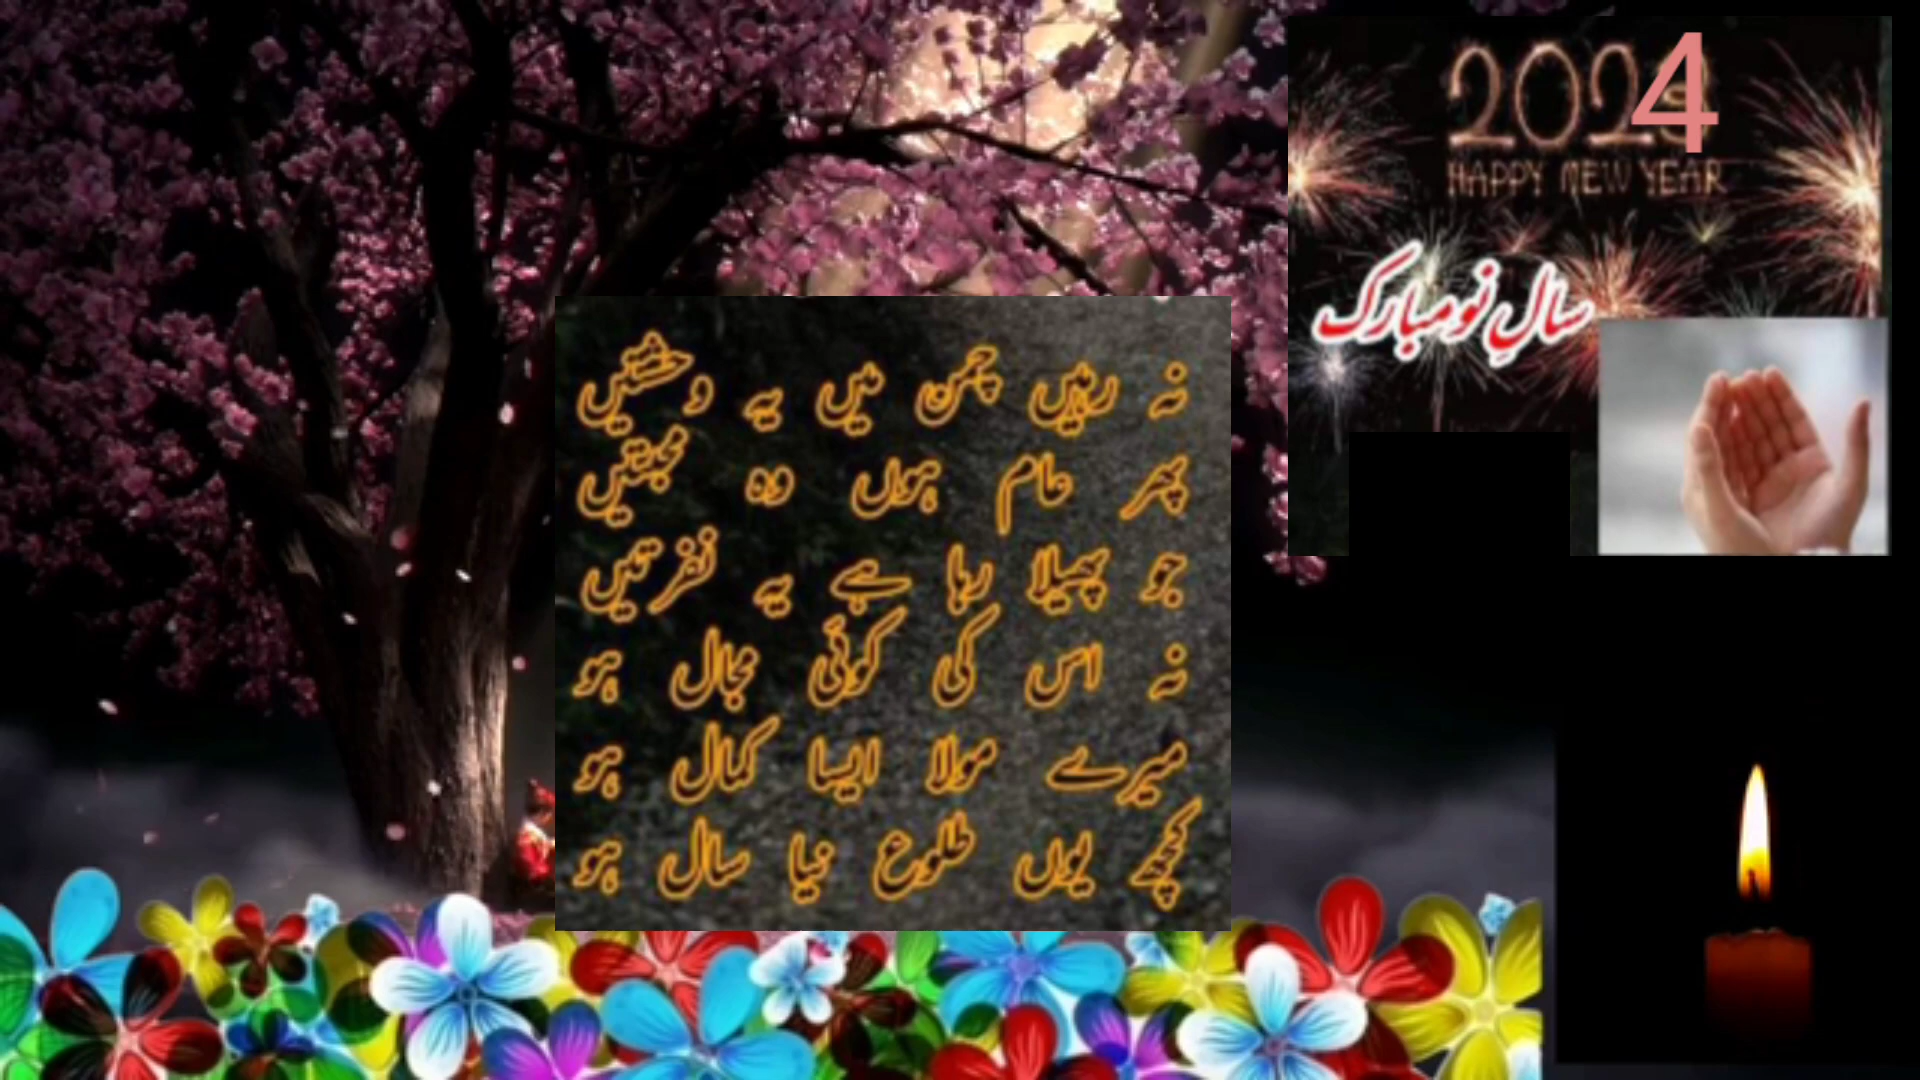 2024
HAPPY NEW YEAR
سالِ نو مبارک
نہ رہیں چمن میں یہ وحشتیں
پھر عام ہوں وہ محبتیں
جو پھیلا رہا ہے یہ نفرتیں
نہ اس کی کوئی مجال ہو
میرے مولا ایسا کمال ہو
کچھ یوں طلوع نیا سال ہو